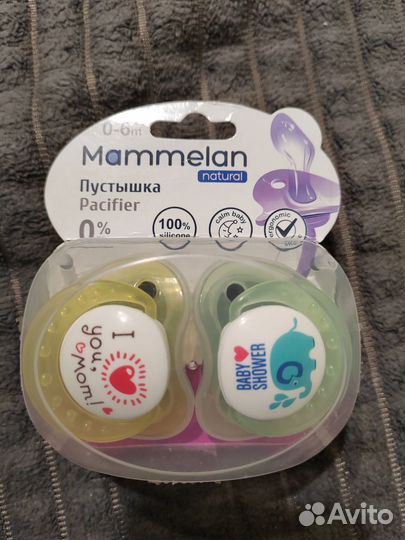 0-6m
Mammelan
natural
Пустышка
Pacifier
0%
100%
silicone
calm baby
ergonomic
I
you,
Mom!
BABY
SHOWER
Avito